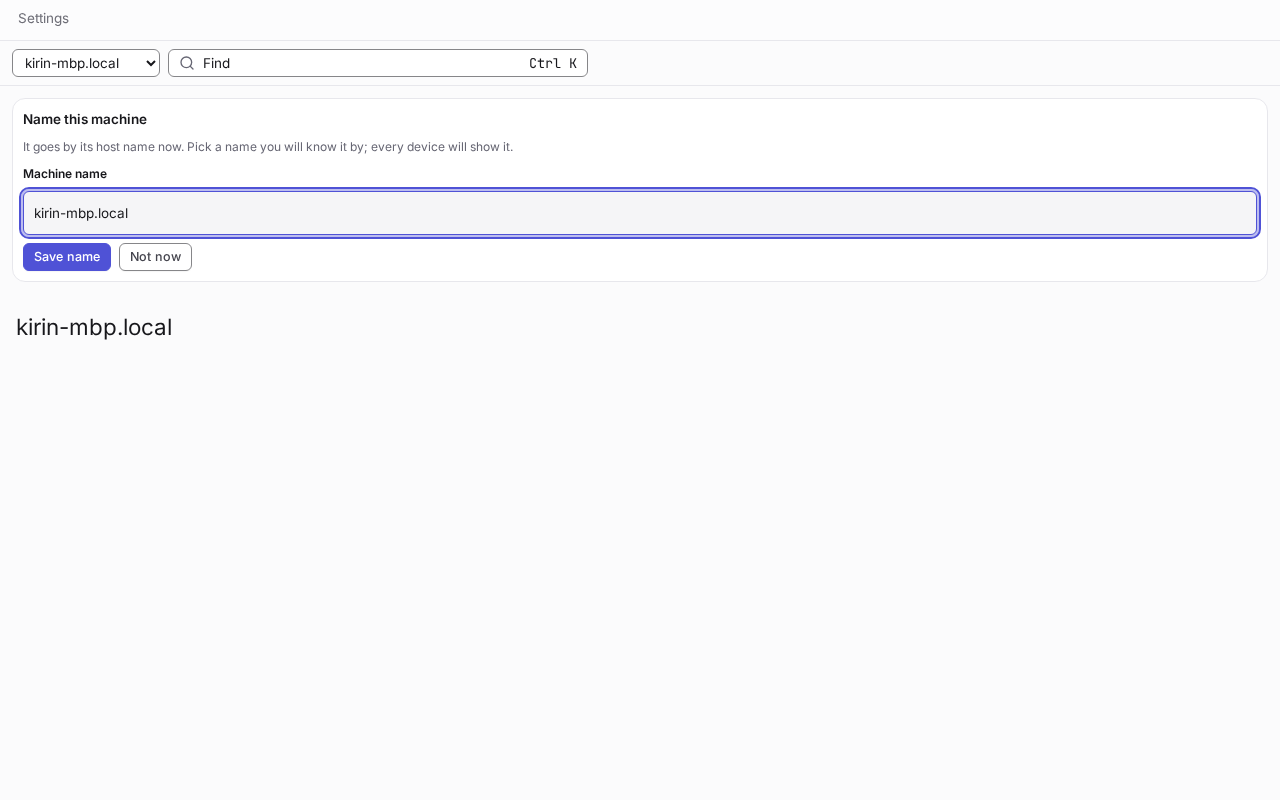 Settings
kirin-mbp.local
Find
Ctrl K
Name this machine
It goes by its host name now. Pick a name you will know it by; every device will show it.
Machine name
kirin-mbp.local
Save name
Not now
kirin-mbp.local